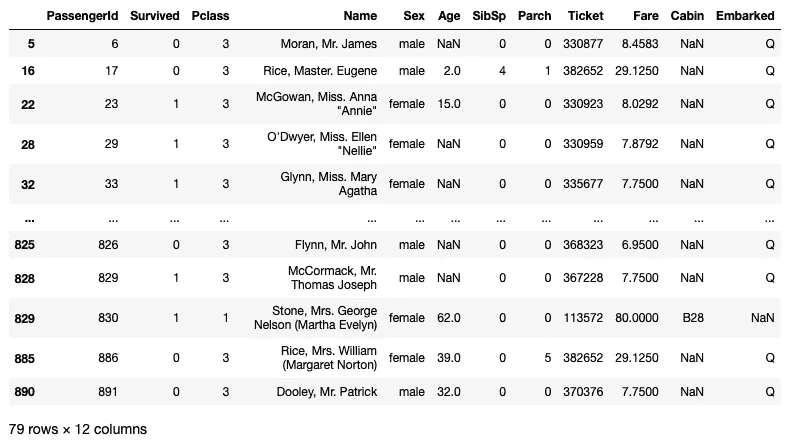 PassengerId Survived Pclass Name Sex Age SibSp Parch Ticket Fare Cabin Embarked
5 6 0 3 Moran, Mr. James male NaN 0 0 330877 8.4583 NaN Q
16 17 0 3 Rice, Master. Eugene male 2.0 4 1 382652 29.1250 NaN Q
22 23 1 3 McGowan, Miss. Anna "Annie" female 15.0 0 0 330923 8.0292 NaN Q
28 29 1 3 O'Dwyer, Miss. Ellen "Nellie" female NaN 0 0 330959 7.8792 NaN Q
32 33 1 3 Glynn, Miss. Mary Agatha female NaN 0 0 335677 7.7500 NaN Q
... ... ... ... ... ... ... ... ... ... ... ... ...
825 826 0 3 Flynn, Mr. John male NaN 0 0 368323 6.9500 NaN Q
828 829 1 3 McCormack, Mr. Thomas Joseph male NaN 0 0 367228 7.7500 NaN Q
829 830 1 1 Stone, Mrs. George Nelson (Martha Evelyn) female 62.0 0 0 113572 80.0000 B28 NaN
885 886 0 3 Rice, Mrs. William (Margaret Norton) female 39.0 0 5 382652 29.1250 NaN Q
890 891 0 3 Dooley, Mr. Patrick male 32.0 0 0 370376 7.7500 NaN Q
79 rows × 12 columns